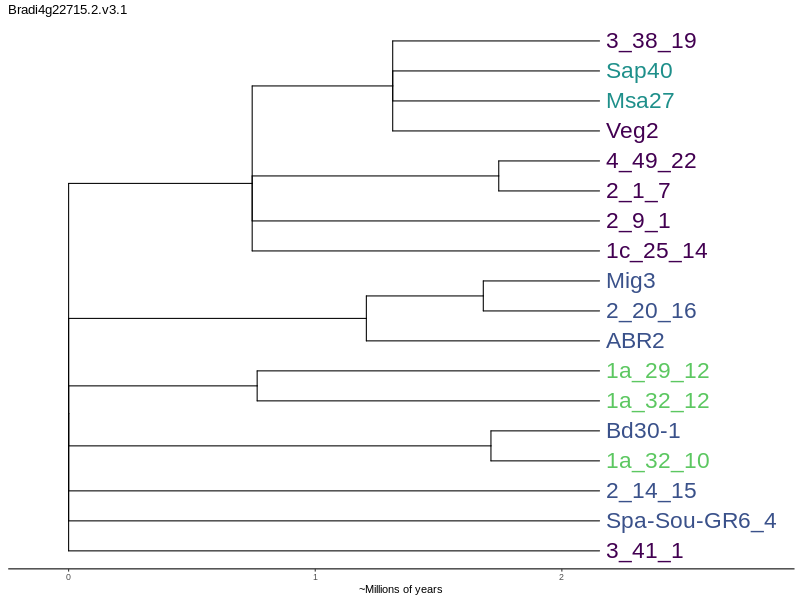 Bradi4g22715.2.v3.1
3_38_19
Sap40
Msa27
Veg2
4_49_22
2_1_7
2_9_1
1c_25_14
Mig3
2_20_16
ABR2
1a_29_12
1a_32_12
Bd30-1
1a_32_10
2_14_15
Spa-Sou-GR6_4
3_41_1
0 1 2
~Millions of years